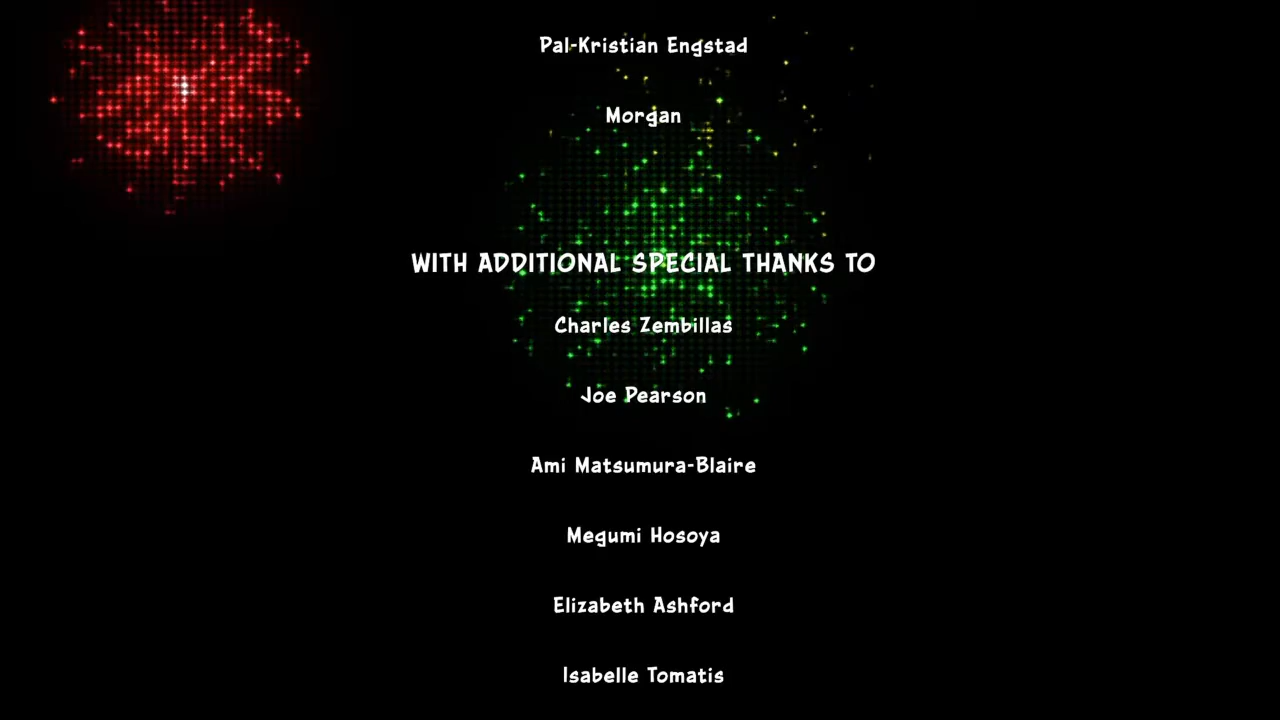 Pal-Kristian Engstad
Morgan
WITH ADDITIONAL SPECIAL THANKS TO
Charles Zembillas
Joe Pearson
Ami Matsumura-Blaire
Megumi Hosoya
Elizabeth Ashford
Isabelle Tomatis